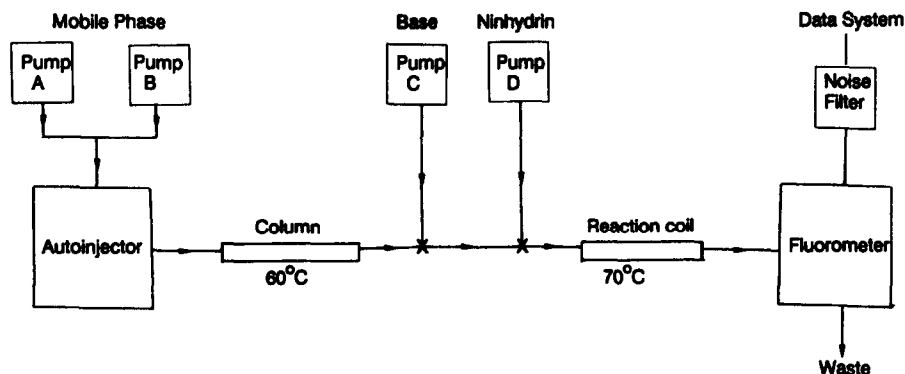 Mobile Phase
Base
Ninhydrin
Data System
Pump
A
Pump
B
Pump
C
Pump
D
Noise
Filter
Autoinjector
Column
60°C
Reaction coil
70°C
Fluorometer
Waste